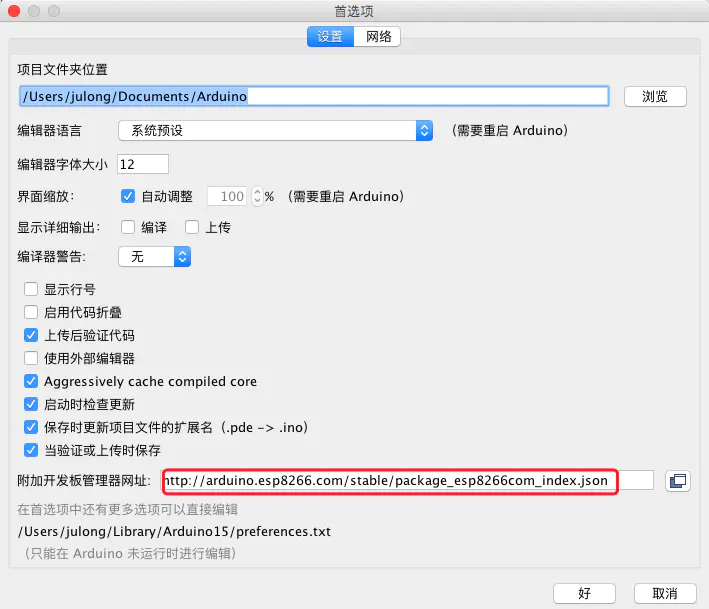 首选项
设置 网络
项目文件夹位置
/Users/julong/Documents/Arduino 浏览
编辑器语言 系统预设 (需要重启 Arduino)
编辑器字体大小 12
界面缩放: 自动调整 100 % (需要重启 Arduino)
显示详细输出: 编译 上传
编译器警告: 无
显示行号
启用代码折叠
上传后验证代码
使用外部编辑器
Aggressively cache compiled core
启动时检查更新
保存时更新项目文件的扩展名 (.pde -> .ino)
当验证或上传时保存
附加开发板管理器网址: http://arduino.esp8266.com/stable/package_esp8266com_index.json
在首选项中还有更多选项可以直接编辑
/Users/julong/Library/Arduino15/preferences.txt
(只能在 Arduino 未运行时进行编辑)
好 取消